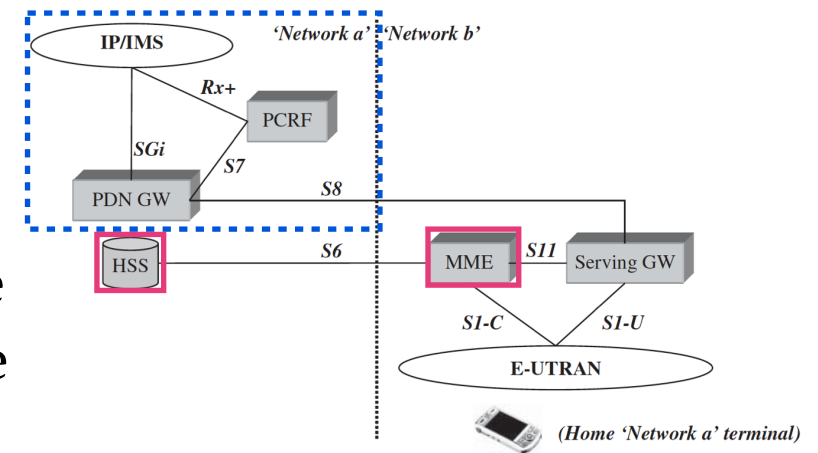 IP/IMS
'Network a'
'Network b'
Rx+
PCRF
SGi
S7
PDN GW
S8
HSS
S6
MME
S11
Serving GW
S1-C
S1-U
E-UTRAN
(Home 'Network a' terminal)
e
e